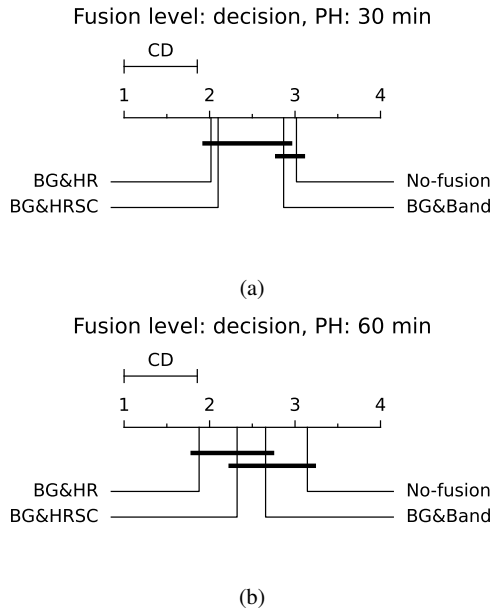 Fusion level: decision, PH: 30 min
CD
1 2 3 4
BG&HR No-fusion
BG&HRSC BG&Band
(a)
Fusion level: decision, PH: 60 min
CD
1 2 3 4
BG&HR No-fusion
BG&HRSC BG&Band
(b)